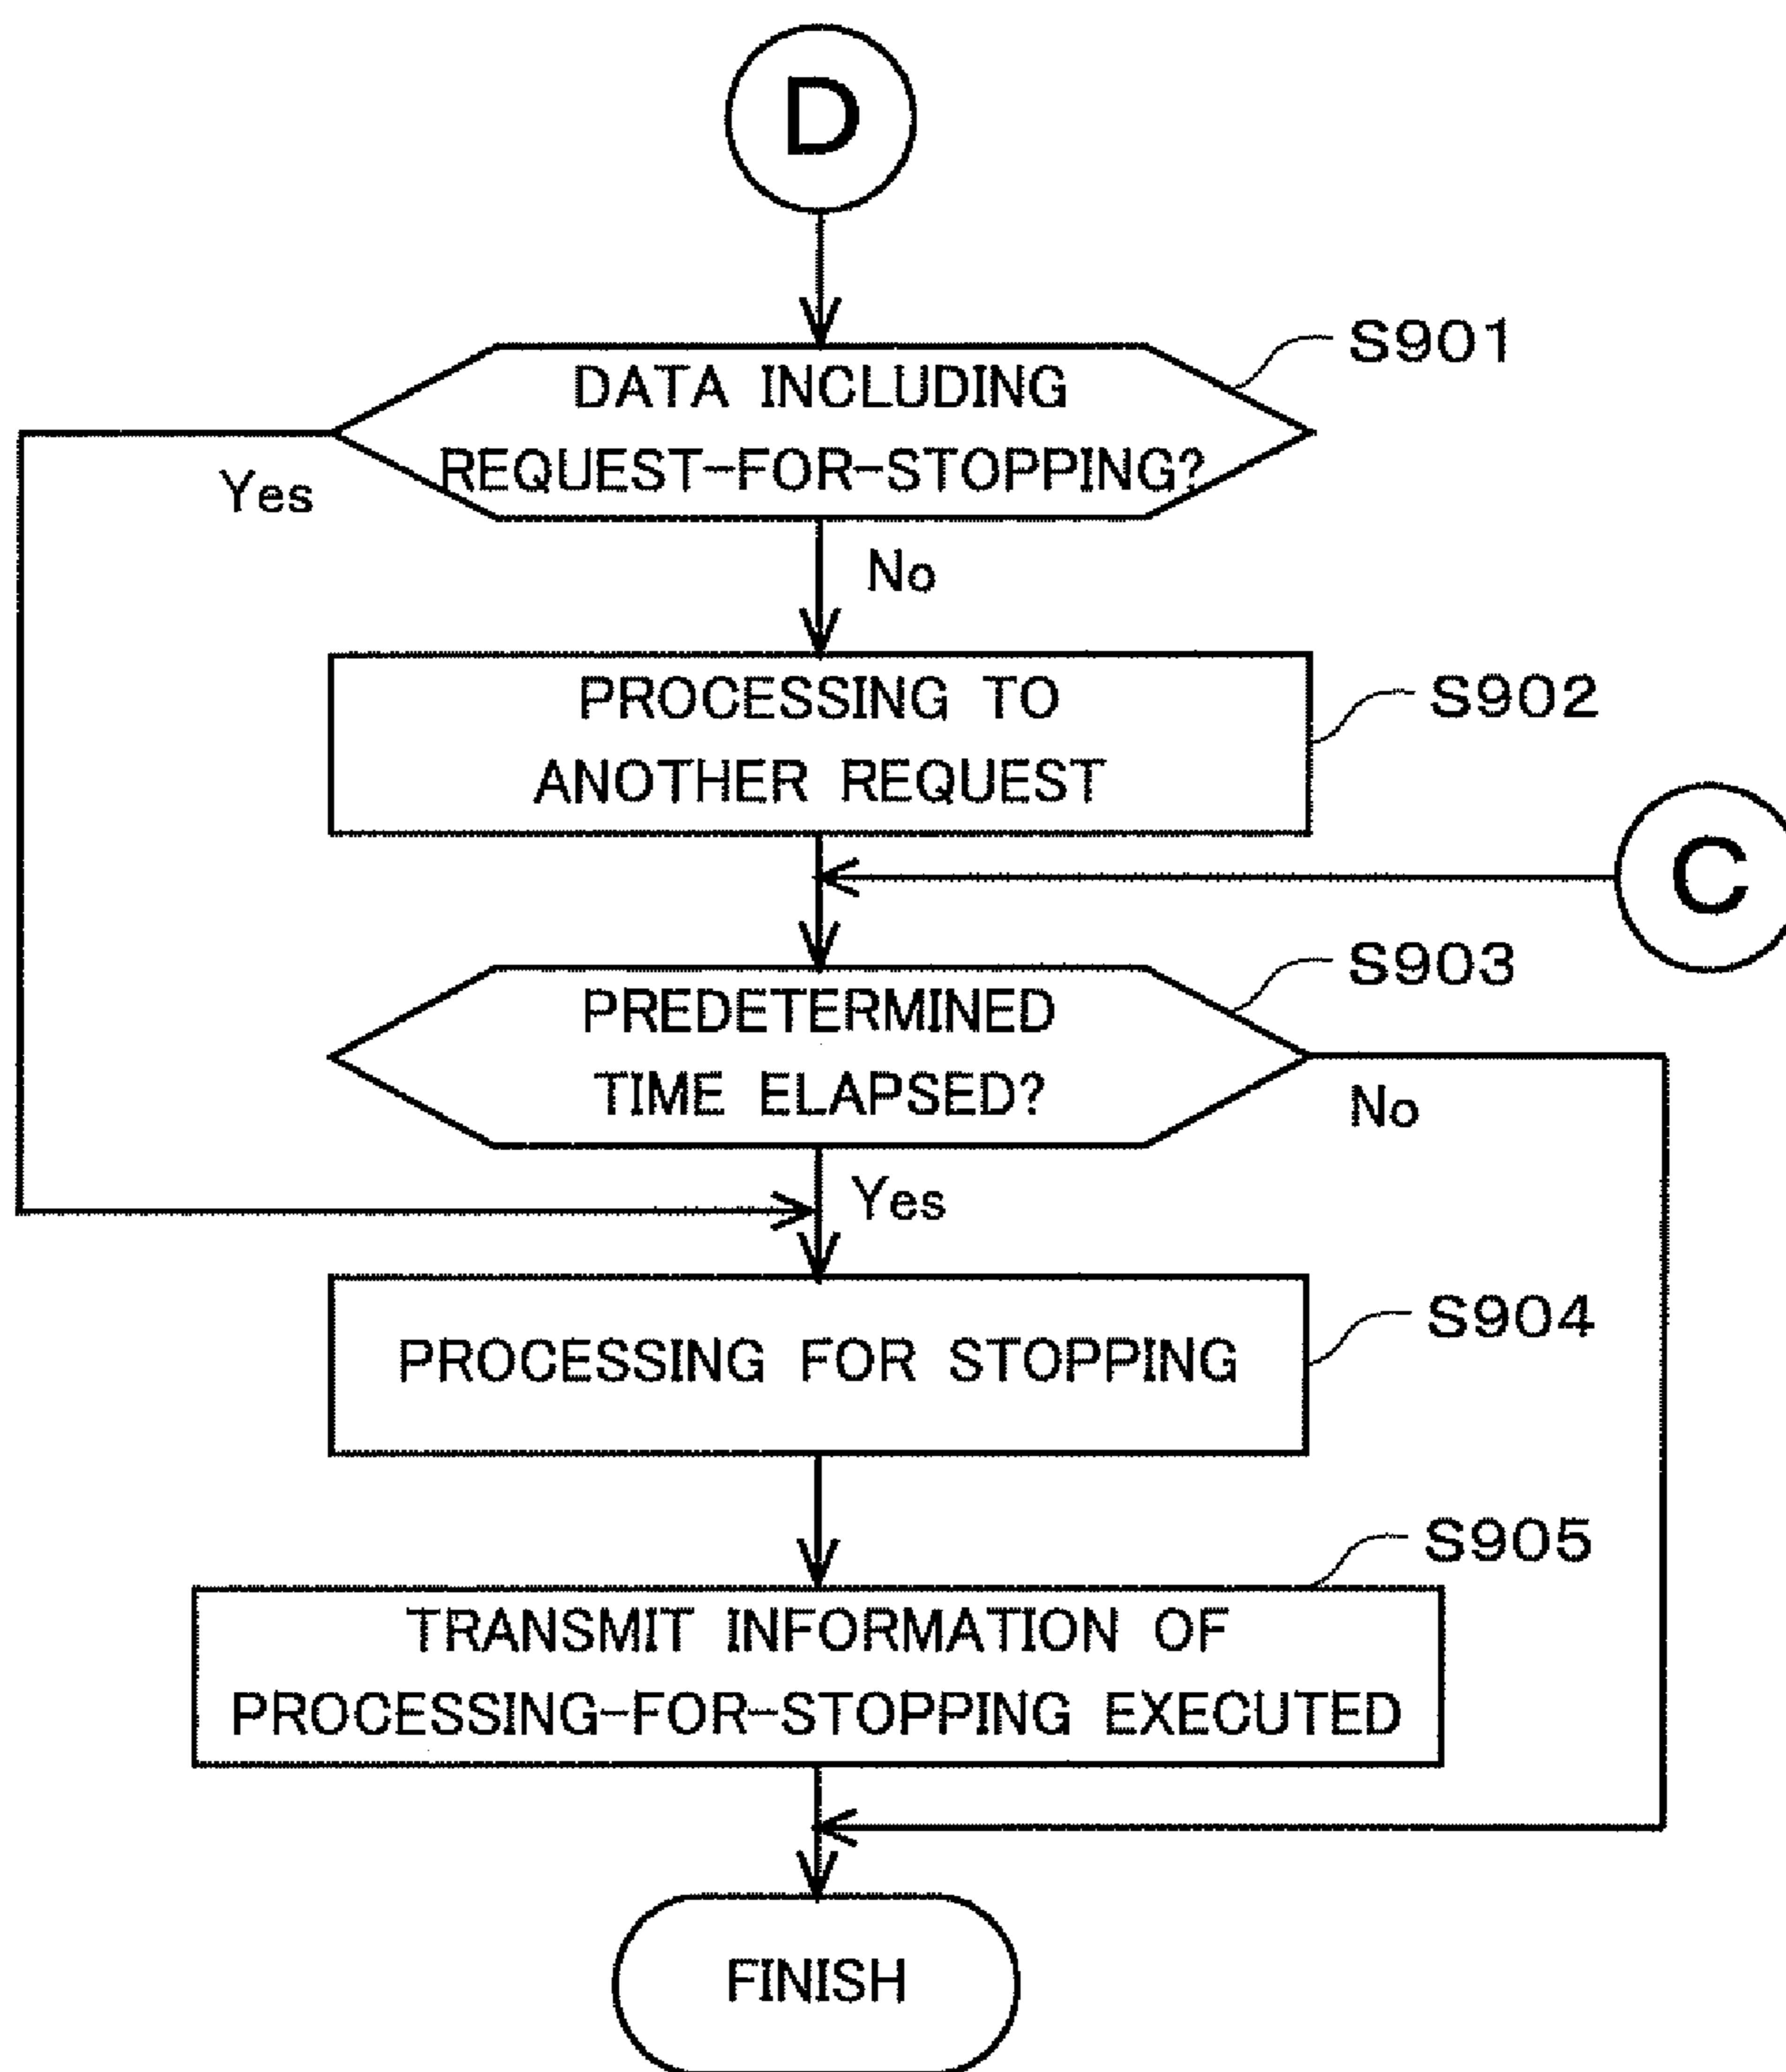 D
S901
DATA INCLUDING
REQUEST-FOR-STOPPING?
Yes
No
S902
PROCESSING TO
ANOTHER REQUEST
C
S903
PREDETERMINED
TIME ELAPSED?
No
Yes
S904
PROCESSING FOR STOPPING
S905
TRANSMIT INFORMATION OF
PROCESSING-FOR-STOPPING EXECUTED
FINISH